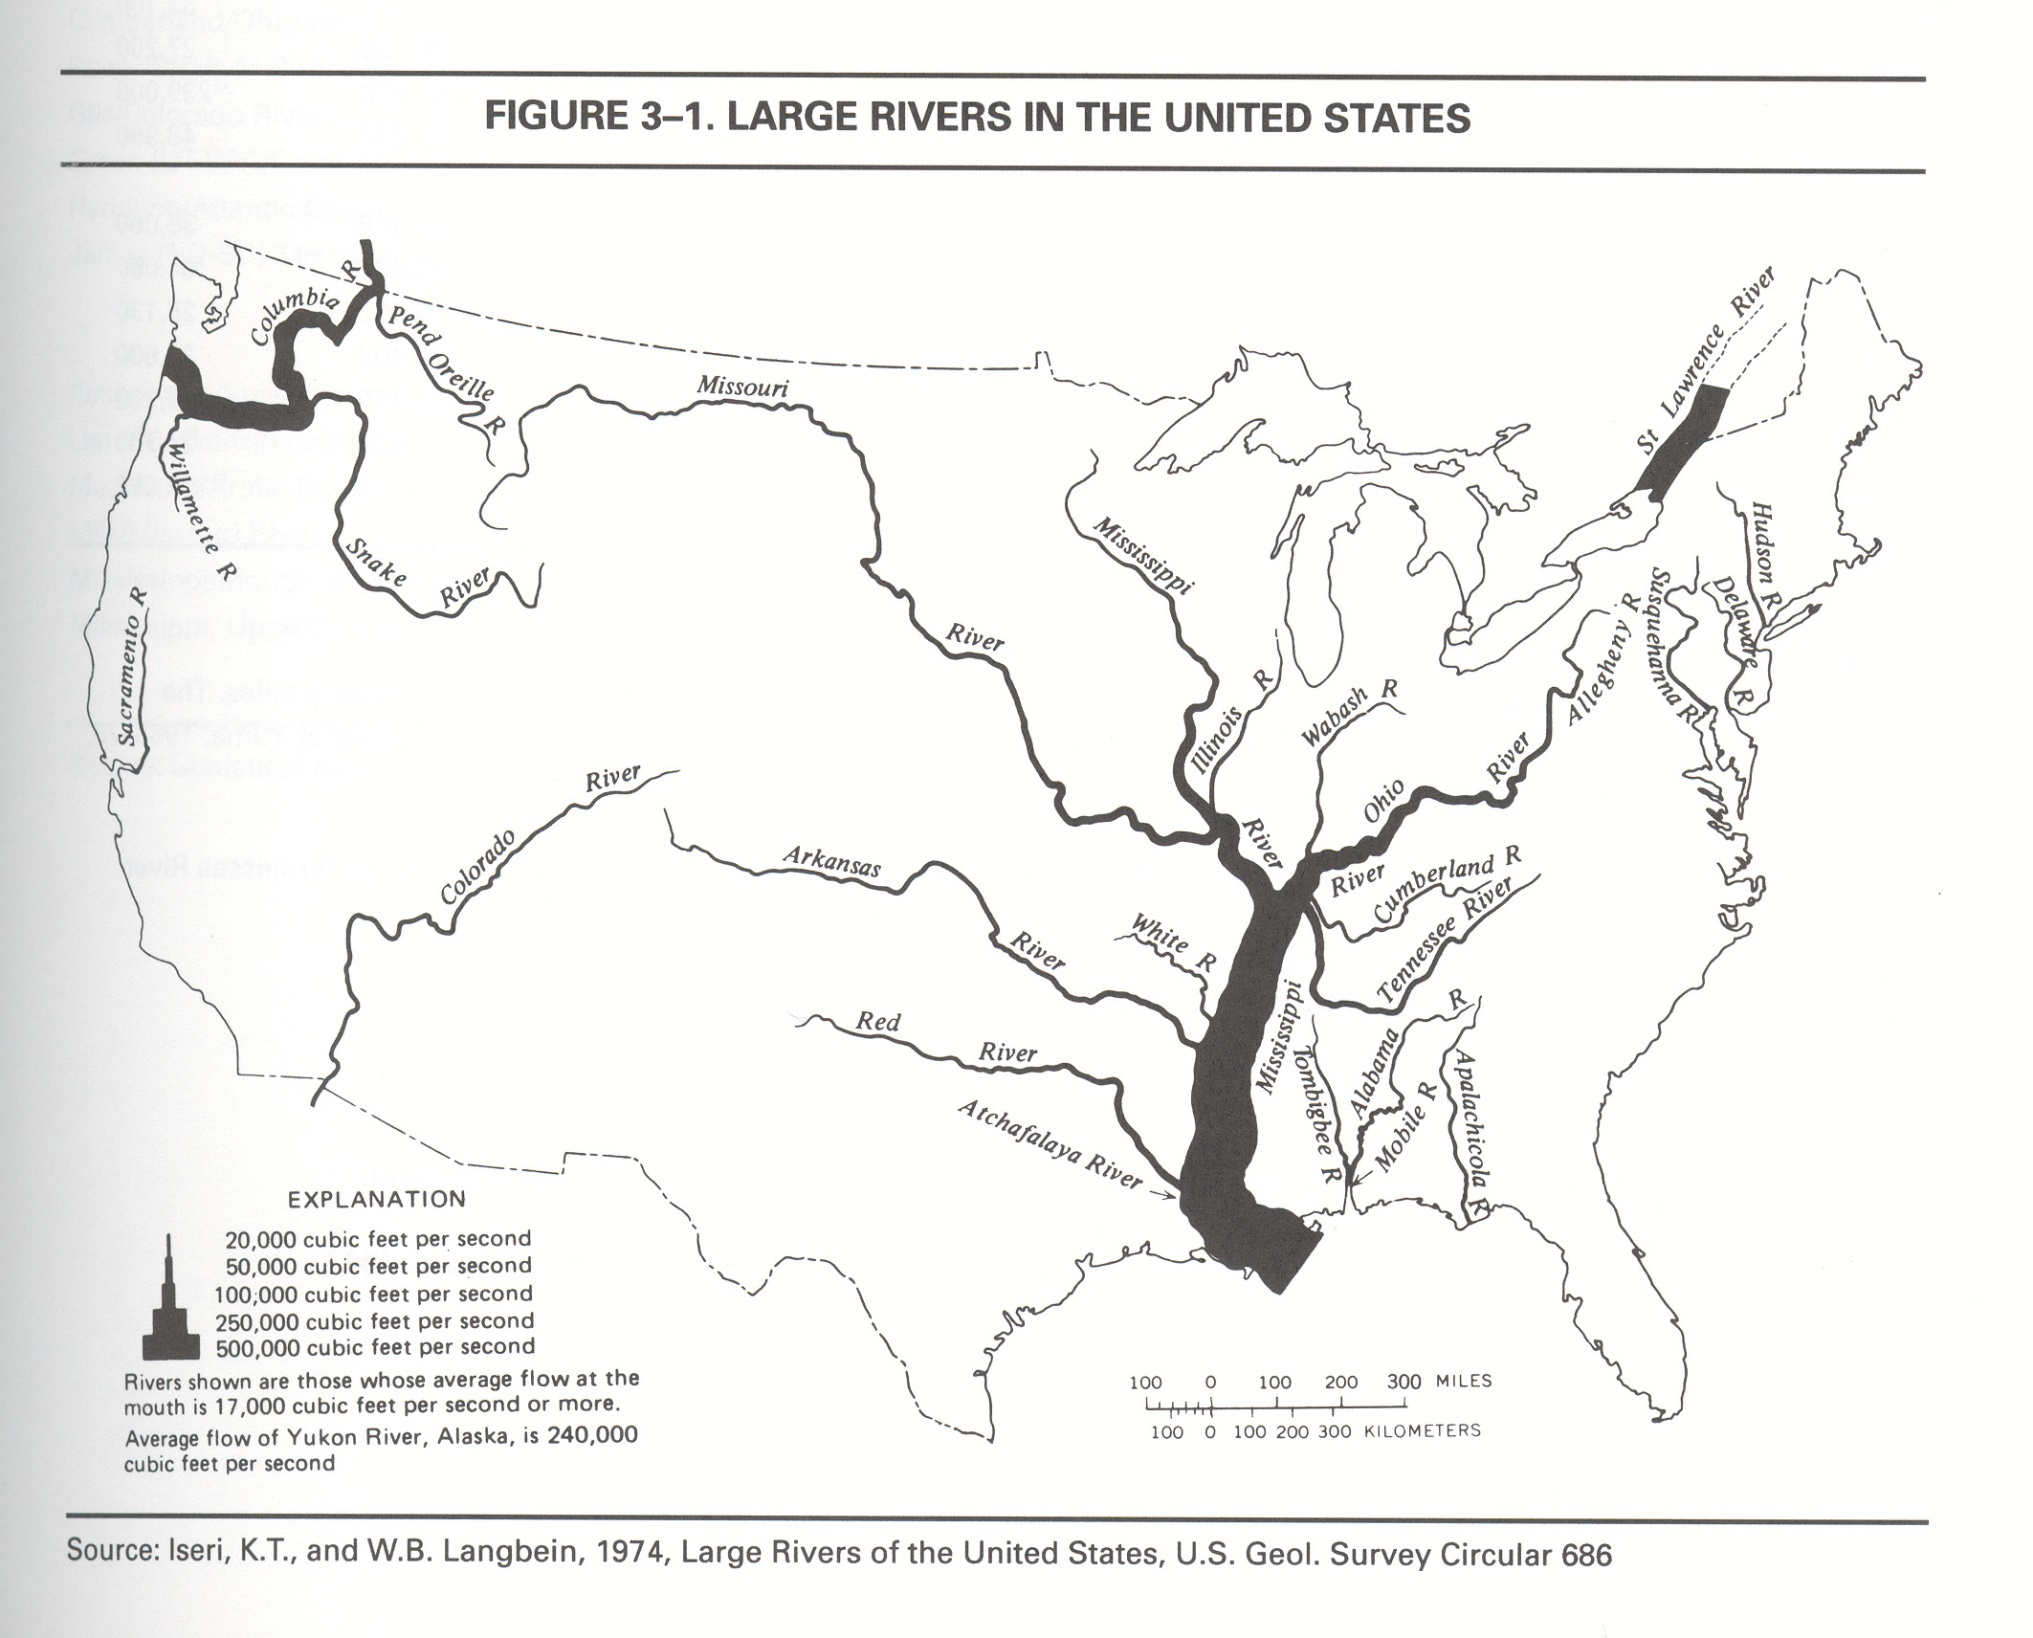 FIGURE 3–1. LARGE RIVERS IN THE UNITED STATES
Columbia R
Pend Oreille R
Missouri River
Willamette R
Snake River
Sacramento R
Colorado River
Mississippi River
Illinois R
Wabash R
Ohio River
Allegheny R
St Lawrence River
Hudson R
Delaware R
Susquehanna R
Arkansas River
White R
Red River
Atchafalaya River
Mississippi River
Cumberland R
Tennessee River
Tombigbee R
Alabama R
Mobile R
Apalachicola R
EXPLANATION
20,000 cubic feet per second
50,000 cubic feet per second
100,000 cubic feet per second
250,000 cubic feet per second
500,000 cubic feet per second
Rivers shown are those whose average flow at the
mouth is 17,000 cubic feet per second or more.
Average flow of Yukon River, Alaska, is 240,000
cubic feet per second
100 0 100 200 300 MILES
100 0 100 200 300 KILOMETERS
Source: Iseri, K.T., and W.B. Langbein, 1974, Large Rivers of the United States, U.S. Geol. Survey Circular 686